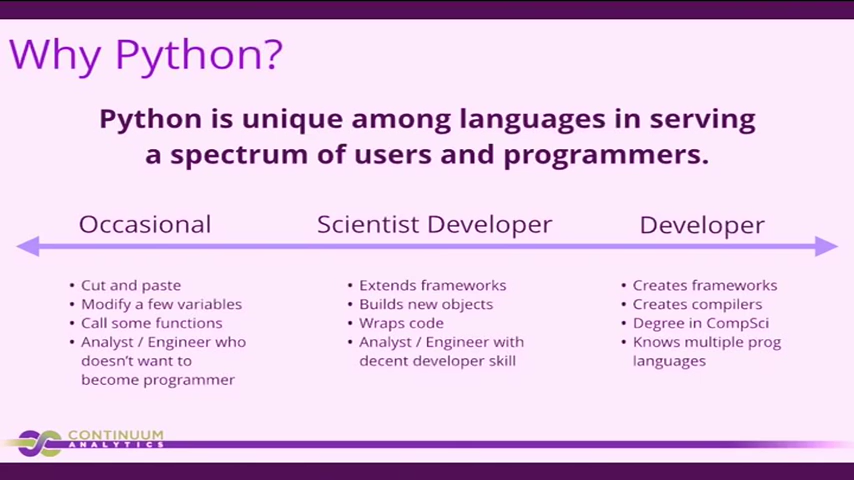 Why Python?
Python is unique among languages in serving
a spectrum of users and programmers.
Occasional
Scientist Developer
Developer
• Cut and paste
• Modify a few variables
• Call some functions
• Analyst / Engineer who
doesn't want to
become programmer
• Extends frameworks
• Builds new objects
• Wraps code
• Analyst / Engineer with
decent developer skill
• Creates frameworks
• Creates compilers
• Degree in CompSci
• Knows multiple prog
languages
CONTINUUM
ANALYTICS